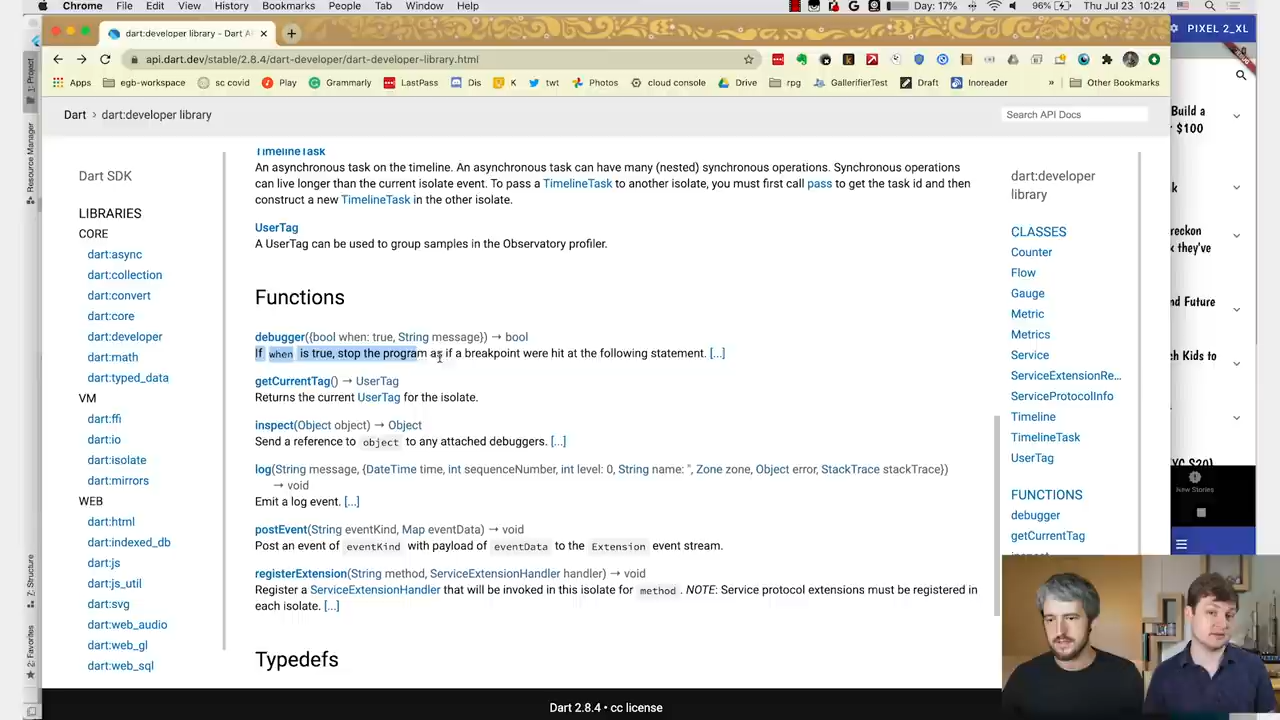 Chrome File Edit View History Bookmarks People Tab Window Help Day: 17% 96% Thu Jul 23 10:24
dart:developer library - Dart A
PIXEL 2_XL
api.dart.dev/stable/2.8.4/dart-developer/dart-developer-library.html
Apps egb-workspace sc covid Play Grammarly LastPass Dis K twt Photos cloud console Drive rpg GallerifierTest Draft Inoreader » Other Bookmarks
Dart > dart:developer library
Search API Docs
1: Project
Resource Manager
Z: Structure
2: Favorites
Dart SDK
LIBRARIES
CORE
dart:async
dart:collection
dart:convert
dart:core
dart:developer
dart:math
dart:typed_data
VM
dart:ffi
dart:io
dart:isolate
dart:mirrors
WEB
dart:html
dart:indexed_db
dart:js
dart:js_util
dart:svg
dart:web_audio
dart:web_gl
dart:web_sql
TimelineTask
An asynchronous task on the timeline. An asynchronous task can have many (nested) synchronous operations. Synchronous operations
can live longer than the current isolate event. To pass a TimelineTask to another isolate, you must first call pass to get the task id and then
construct a new TimelineTask in the other isolate.
UserTag
A UserTag can be used to group samples in the Observatory profiler.
Functions
debugger({bool when: true, String message}) → bool
If when is true, stop the program as if a breakpoint were hit at the following statement. [...]
getCurrentTag() → UserTag
Returns the current UserTag for the isolate.
inspect(Object object) → Object
Send a reference to object to any attached debuggers. [...]
log(String message, {DateTime time, int sequenceNumber, int level: 0, String name: '', Zone zone, Object error, StackTrace stackTrace})
→ void
Emit a log event. [...]
postEvent(String eventKind, Map eventData) → void
Post an event of eventKind with payload of eventData to the Extension event stream.
registerExtension(String method, ServiceExtensionHandler handler) → void
Register a ServiceExtensionHandler that will be invoked in this isolate for method . NOTE: Service protocol extensions must be registered in
each isolate. [...]
Typedefs
dart:developer
library
CLASSES
Counter
Flow
Gauge
Metric
Metrics
Service
ServiceExtensionRe...
ServiceProtocolInfo
Timeline
TimelineTask
UserTag
FUNCTIONS
debugger
getCurrentTag
inspect
Build a
$100
reckon
they've
nd Future
ch Kids to
New Stories
Dart 2.8.4 • cc license